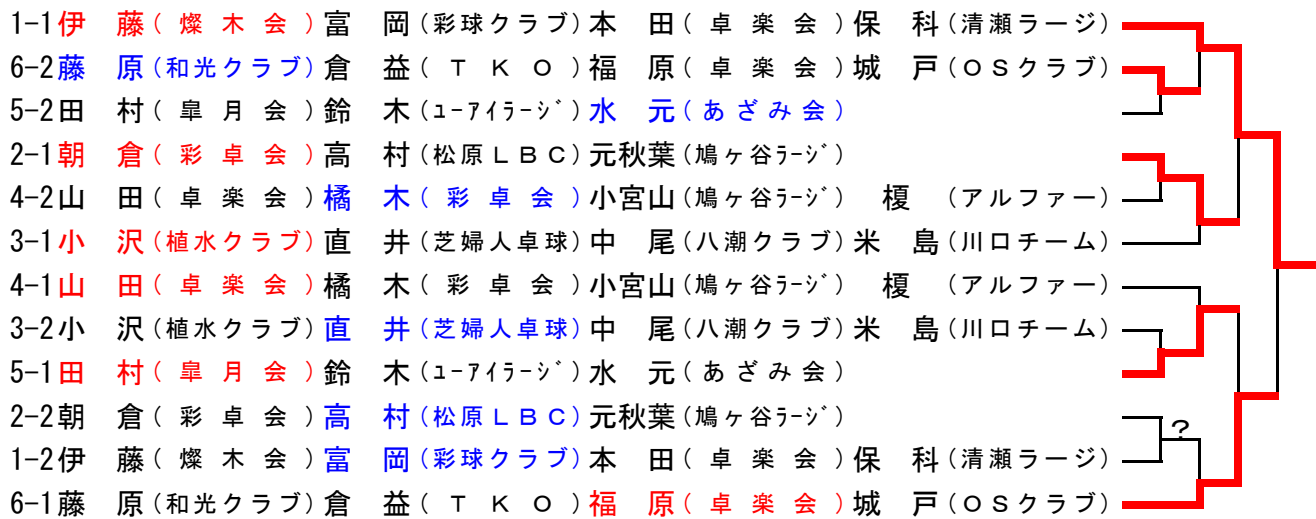 1-1伊　藤(燦木会)富　岡(彩球クラブ)本　田(卓楽会)保　科(清瀬ラージ)
6-2藤　原(和光クラブ)倉　益(ＴＫＯ)福　原(卓楽会)城　戸(ＯＳクラブ)
5-2田　村(皐月会)鈴　木(ﾕｰｱｲﾗｰｼﾞ)水　元(あざみ会)
2-1朝　倉(彩卓会)高　村(松原ＬＢＣ)元秋葉(鳩ヶ谷ﾗｰｼﾞ)
4-2山　田(卓楽会)橘　木(彩卓会)小宮山(鳩ヶ谷ﾗｰｼﾞ)　榎　(アルファー)
3-1小　沢(植水クラブ)直　井(芝婦人卓球)中　尾(八潮クラブ)米　島(川口チーム)
4-1山　田(卓楽会)橘　木(彩卓会)小宮山(鳩ヶ谷ﾗｰｼﾞ)　榎　(アルファー)
3-2小　沢(植水クラブ)直　井(芝婦人卓球)中　尾(八潮クラブ)米　島(川口チーム)
5-1田　村(皐月会)鈴　木(ﾕｰｱｲﾗｰｼﾞ)水　元(あざみ会)
2-2朝　倉(彩卓会)高　村(松原ＬＢＣ)元秋葉(鳩ヶ谷ﾗｰｼﾞ)
?
1-2伊　藤(燦木会)富　岡(彩球クラブ)本　田(卓楽会)保　科(清瀬ラージ)
6-1藤　原(和光クラブ)倉　益(ＴＫＯ)福　原(卓楽会)城　戸(ＯＳクラブ)